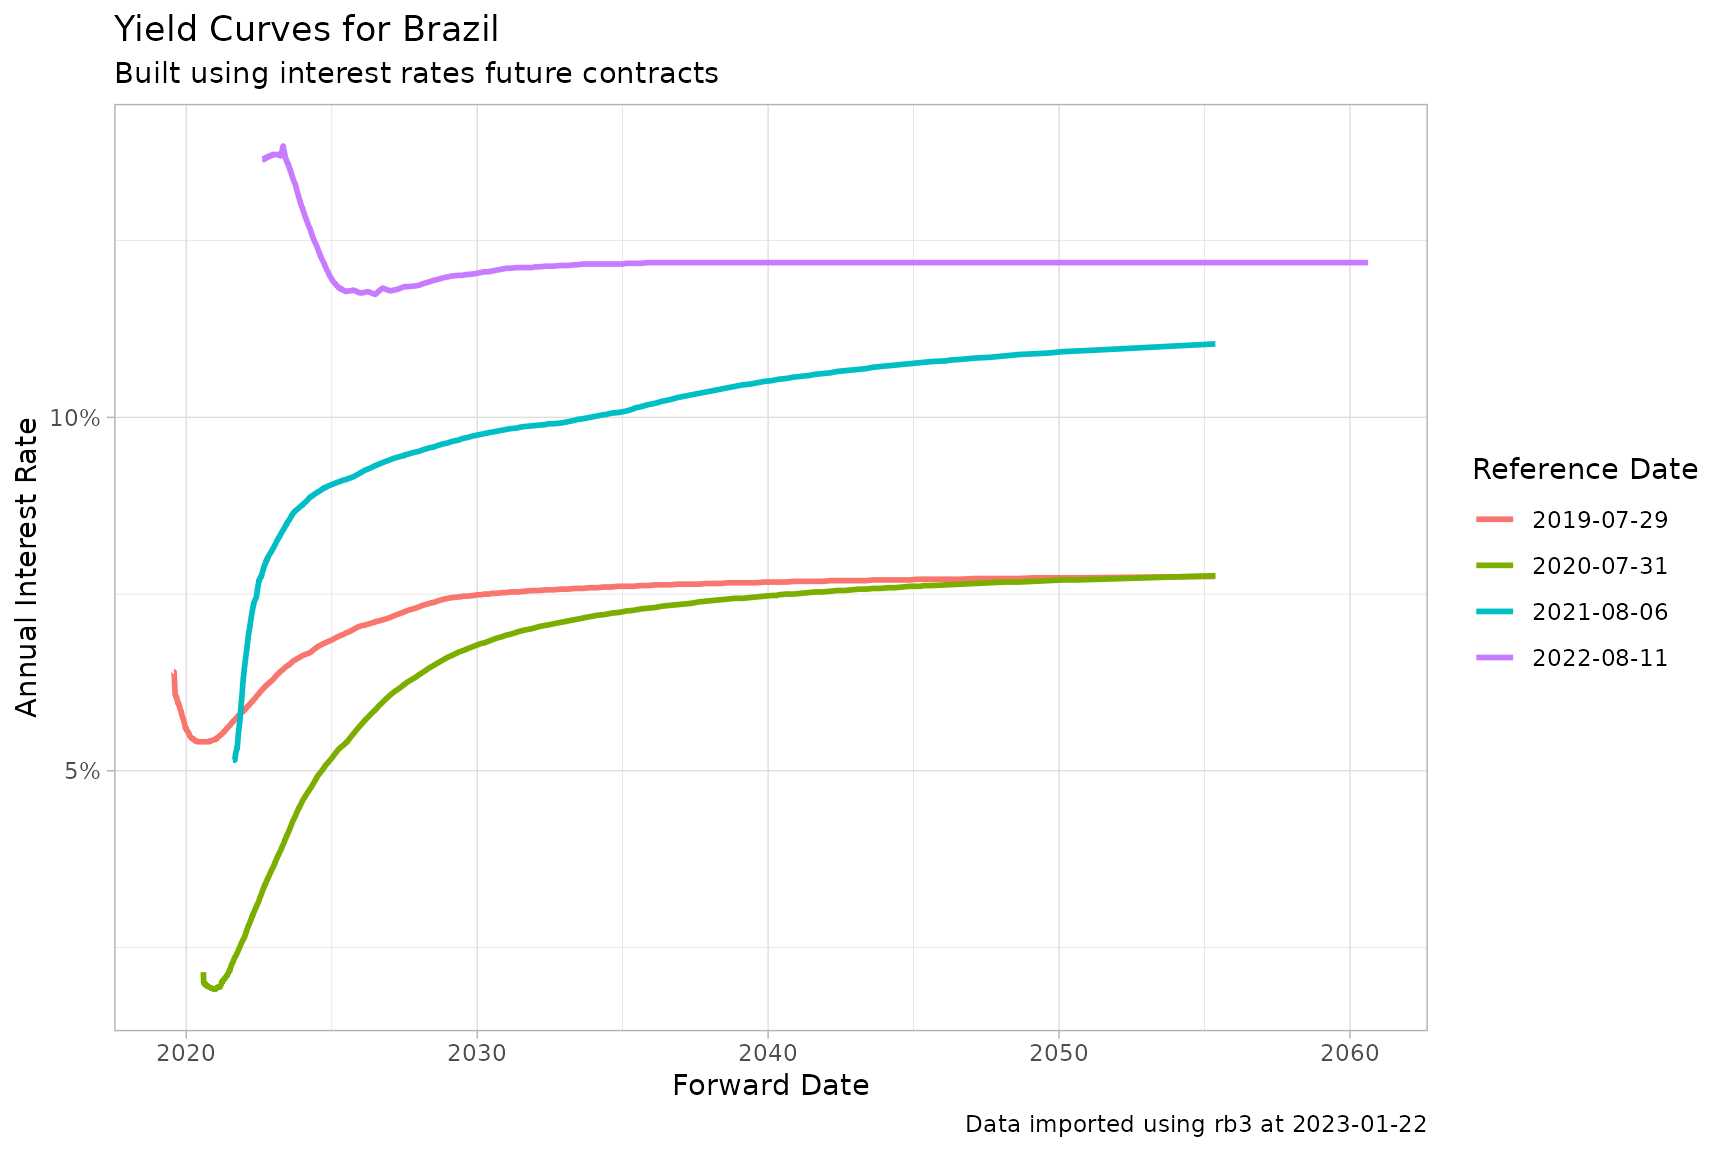 Yield Curves for Brazil
Built using interest rates future contracts
Annual Interest Rate
10%
5%
2020
2030
2040
2050
2060
Forward Date
Reference Date
2019-07-29
2020-07-31
2021-08-06
2022-08-11
Data imported using rb3 at 2023-01-22